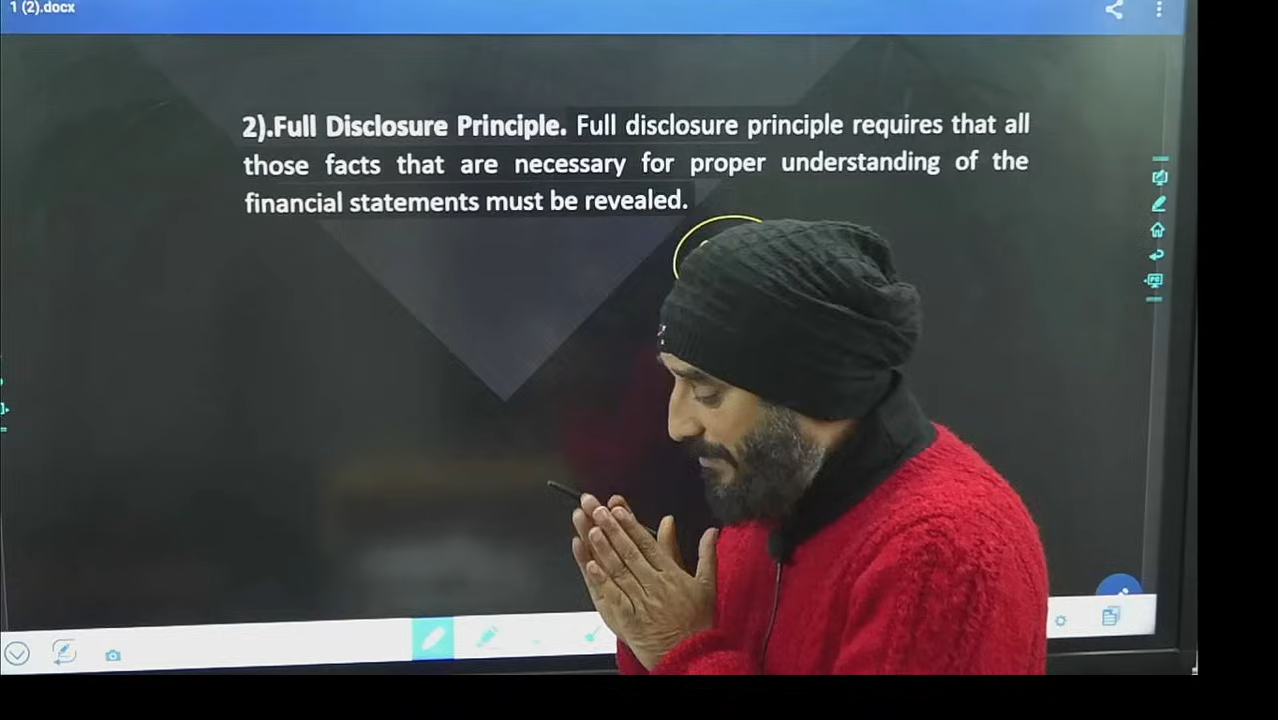 1 (2).docx
2).Full Disclosure Principle. Full disclosure principle requires that all
those facts that are necessary for proper understanding of the
financial statements must be revealed.